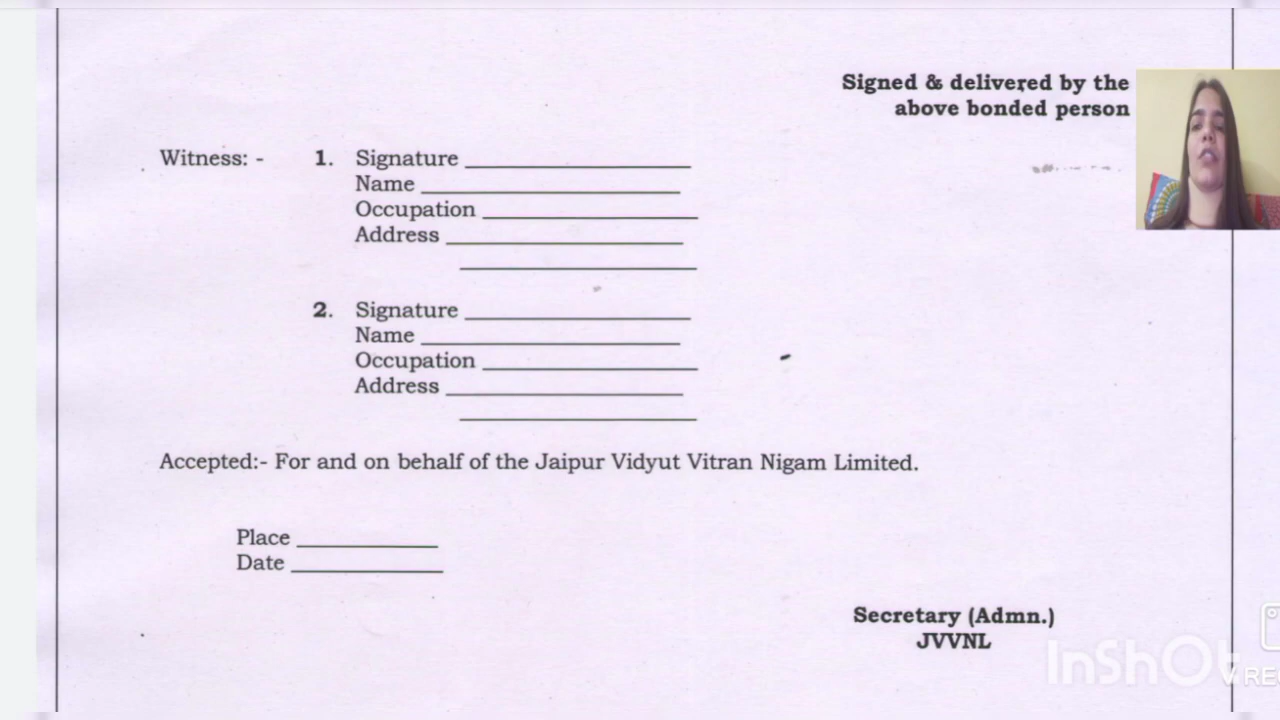 Signed & delivered by the
above bonded person
Witness: - 1. Signature
Name
Occupation
Address
2. Signature
Name
Occupation
Address
Accepted:- For and on behalf of the Jaipur Vidyut Vitran Nigam Limited.
Place
Date
Secretary (Admn.)
JVVNL
InShOt